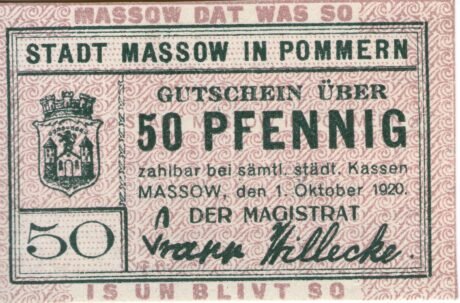 MASSOW DAT WAS SO
STADT MASSOW IN POMMERN
GUTSCHEIN ÜBER
50 PFENNIG
zahlbar bei sämtl. städt. Kassen
MASSOW, den 1. Oktober 1920.
DER MAGISTRAT
50
Willecke.
IS UN BLIVT SO